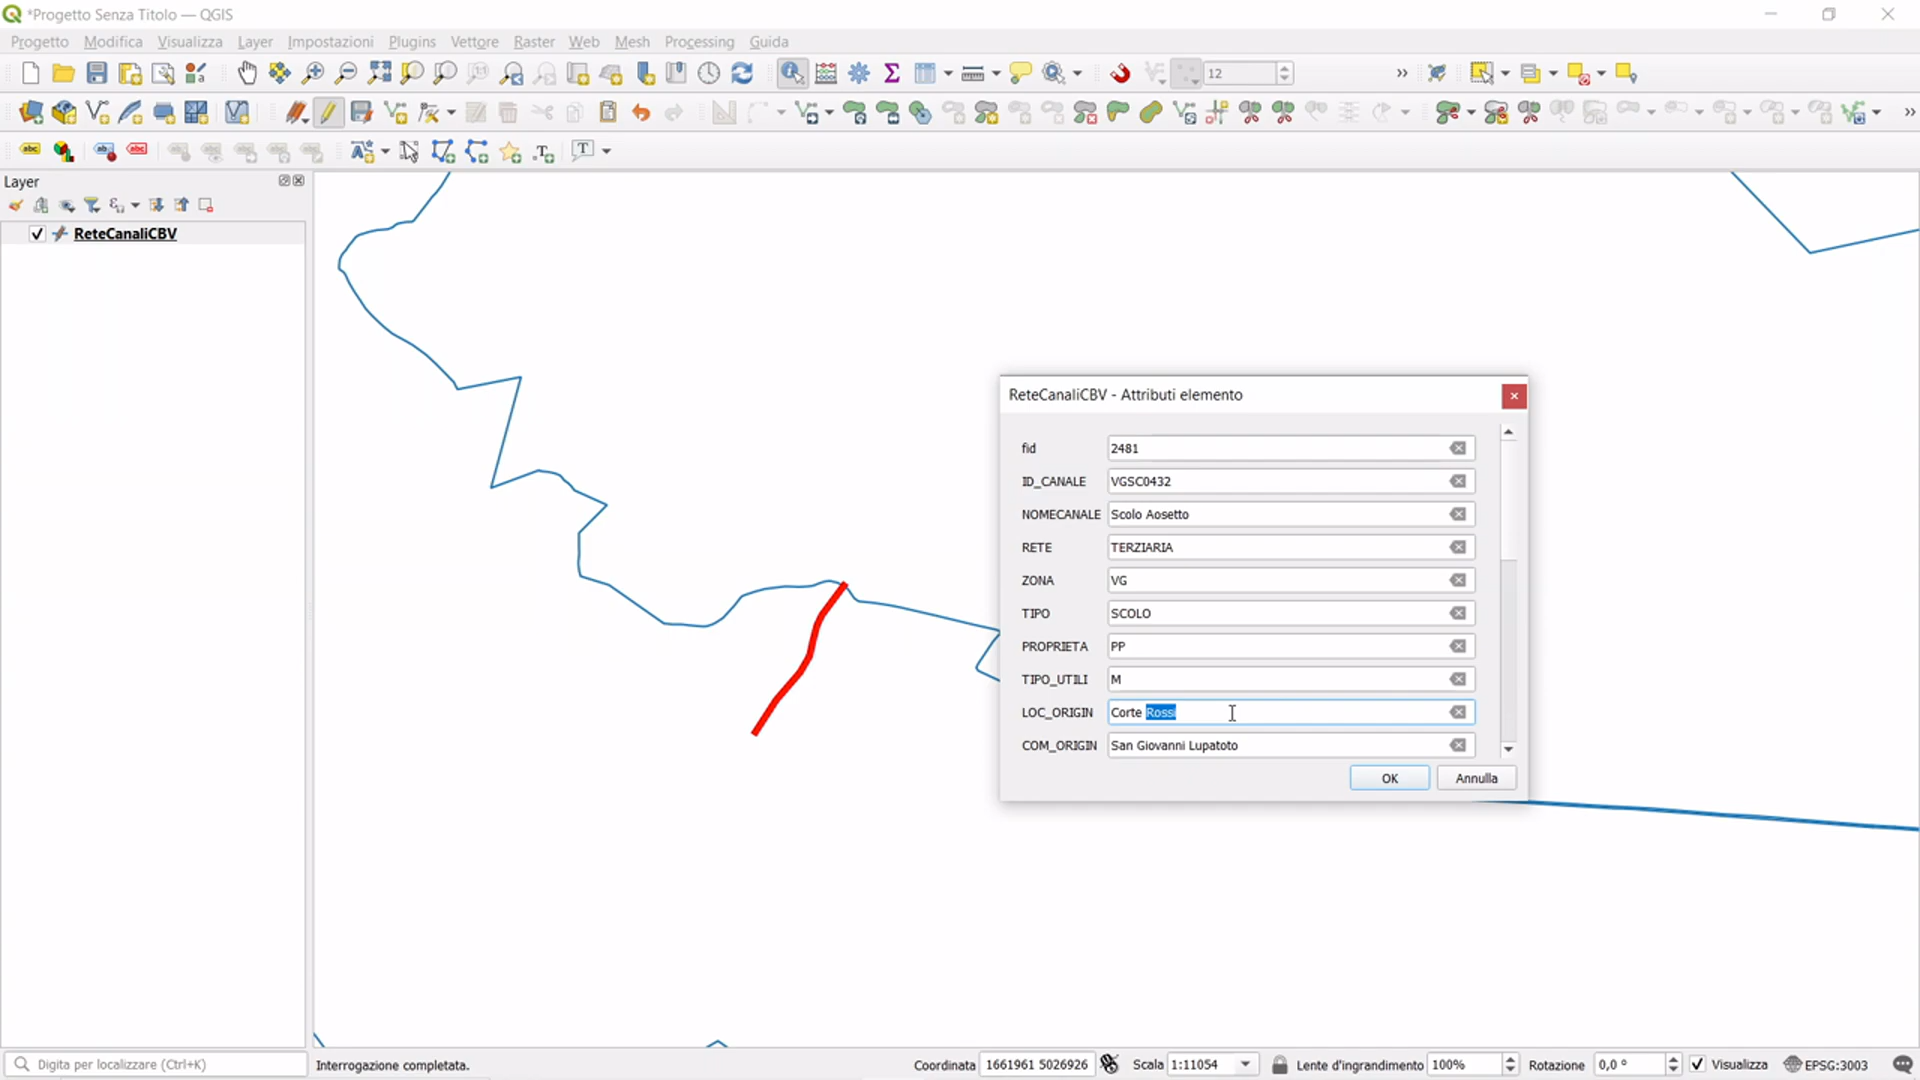 *Progetto Senza Titolo — QGIS
Progetto Modifica Visualizza Layer Impostazioni Plugins Vettore Raster Web Mesh Processing Guida
12
Layer
ReteCanaliCBV
ReteCanaliCBV - Attributi elemento
fid 2481
ID_CANALE VGSC0432
NOMECANALE Scolo Aosetto
RETE TERZIARIA
ZONA VG
TIPO SCOLO
PROPRIETA PP
TIPO_UTILI M
LOC_ORIGIN Corte Rossi
COM_ORIGIN San Giovanni Lupatoto
OK Annulla
Digita per localizzare (Ctrl+K) Interrogazione completata. Coordinata 1661961 5026926 Scala 1:11054 Lente d'ingrandimento 100% Rotazione 0,0 ° Visualizza EPSG:3003